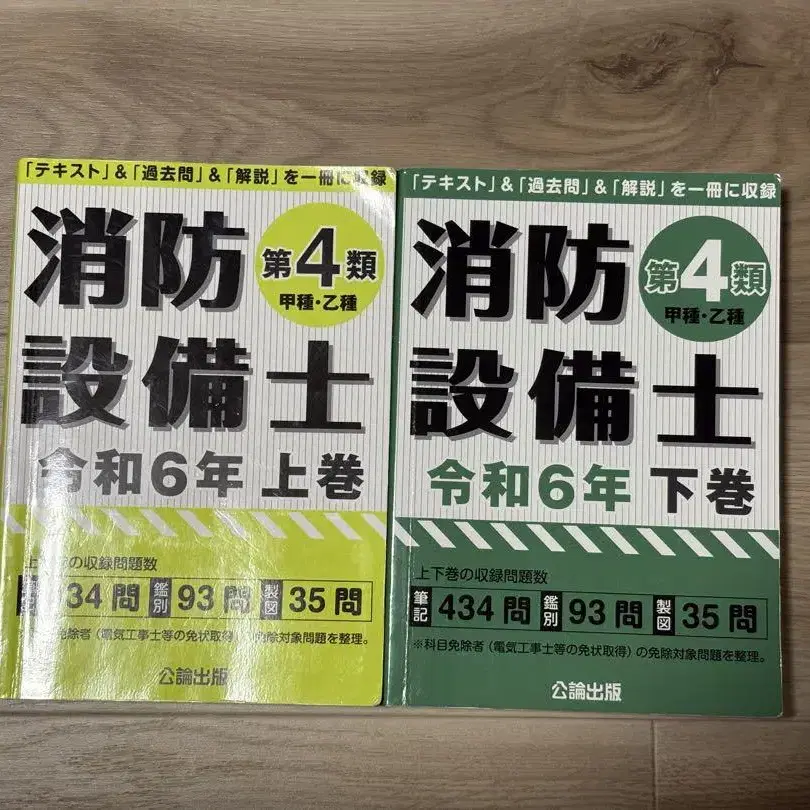 「テキスト」&「過去問」&「解説」を一冊に収録
消防
設備士
第4類
甲種・乙種
令和6年 上巻
上 の収録問題数
34問 鑑別 93問 製図 35問
免除者(電気工事士等の免状取得)の免除対象問題を整理。
公論出版
「テキスト」&「過去問」&「解説」を一冊に収録
消防
設備士
第4類
甲種・乙種
令和6年 下巻
上下巻の収録問題数
筆記 434問 鑑別 93問 製図 35問
※科目免除者(電気工事士等の免状取得)の免除対象問題を整理。
公論出版